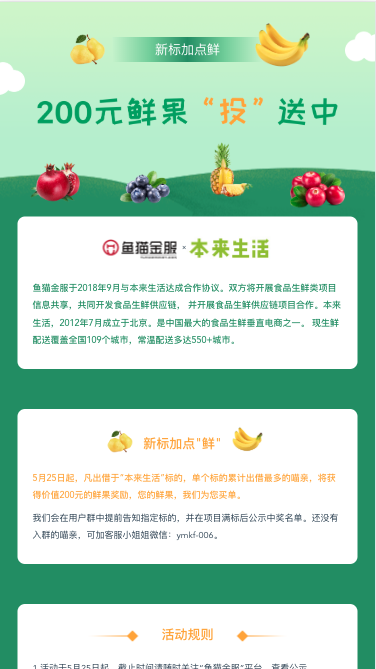 新标加点鲜
200元鲜果“投”送中
鱼猫金服 × 本来生活
鱼猫金服于2018年9月与本来生活达成合作协议。双方将开展食品生鲜类项目
信息共享，共同开发食品生鲜供应链， 并开展食品生鲜供应链项目合作。本来
生活，2012年7月成立于北京。是中国最大的食品生鲜垂直电商之一。 现生鲜
配送覆盖全国109个城市，常温配送多达550+城市。
新标加点"鲜"
5月25日起，凡出借于“本来生活”标的，单个标的累计出借最多的喵亲，将获
得价值200元的鲜果奖励，您的鲜果，我们为您买单。
我们会在用户群中提前告知指定标的，并在项目满标后公示中奖名单。还没有
入群的喵亲，可加客服小姐姐微信：ymkf-006。
活动规则
1.活动于5月25日起，截止时间请随时关注“鱼猫金服”平台，查看公示